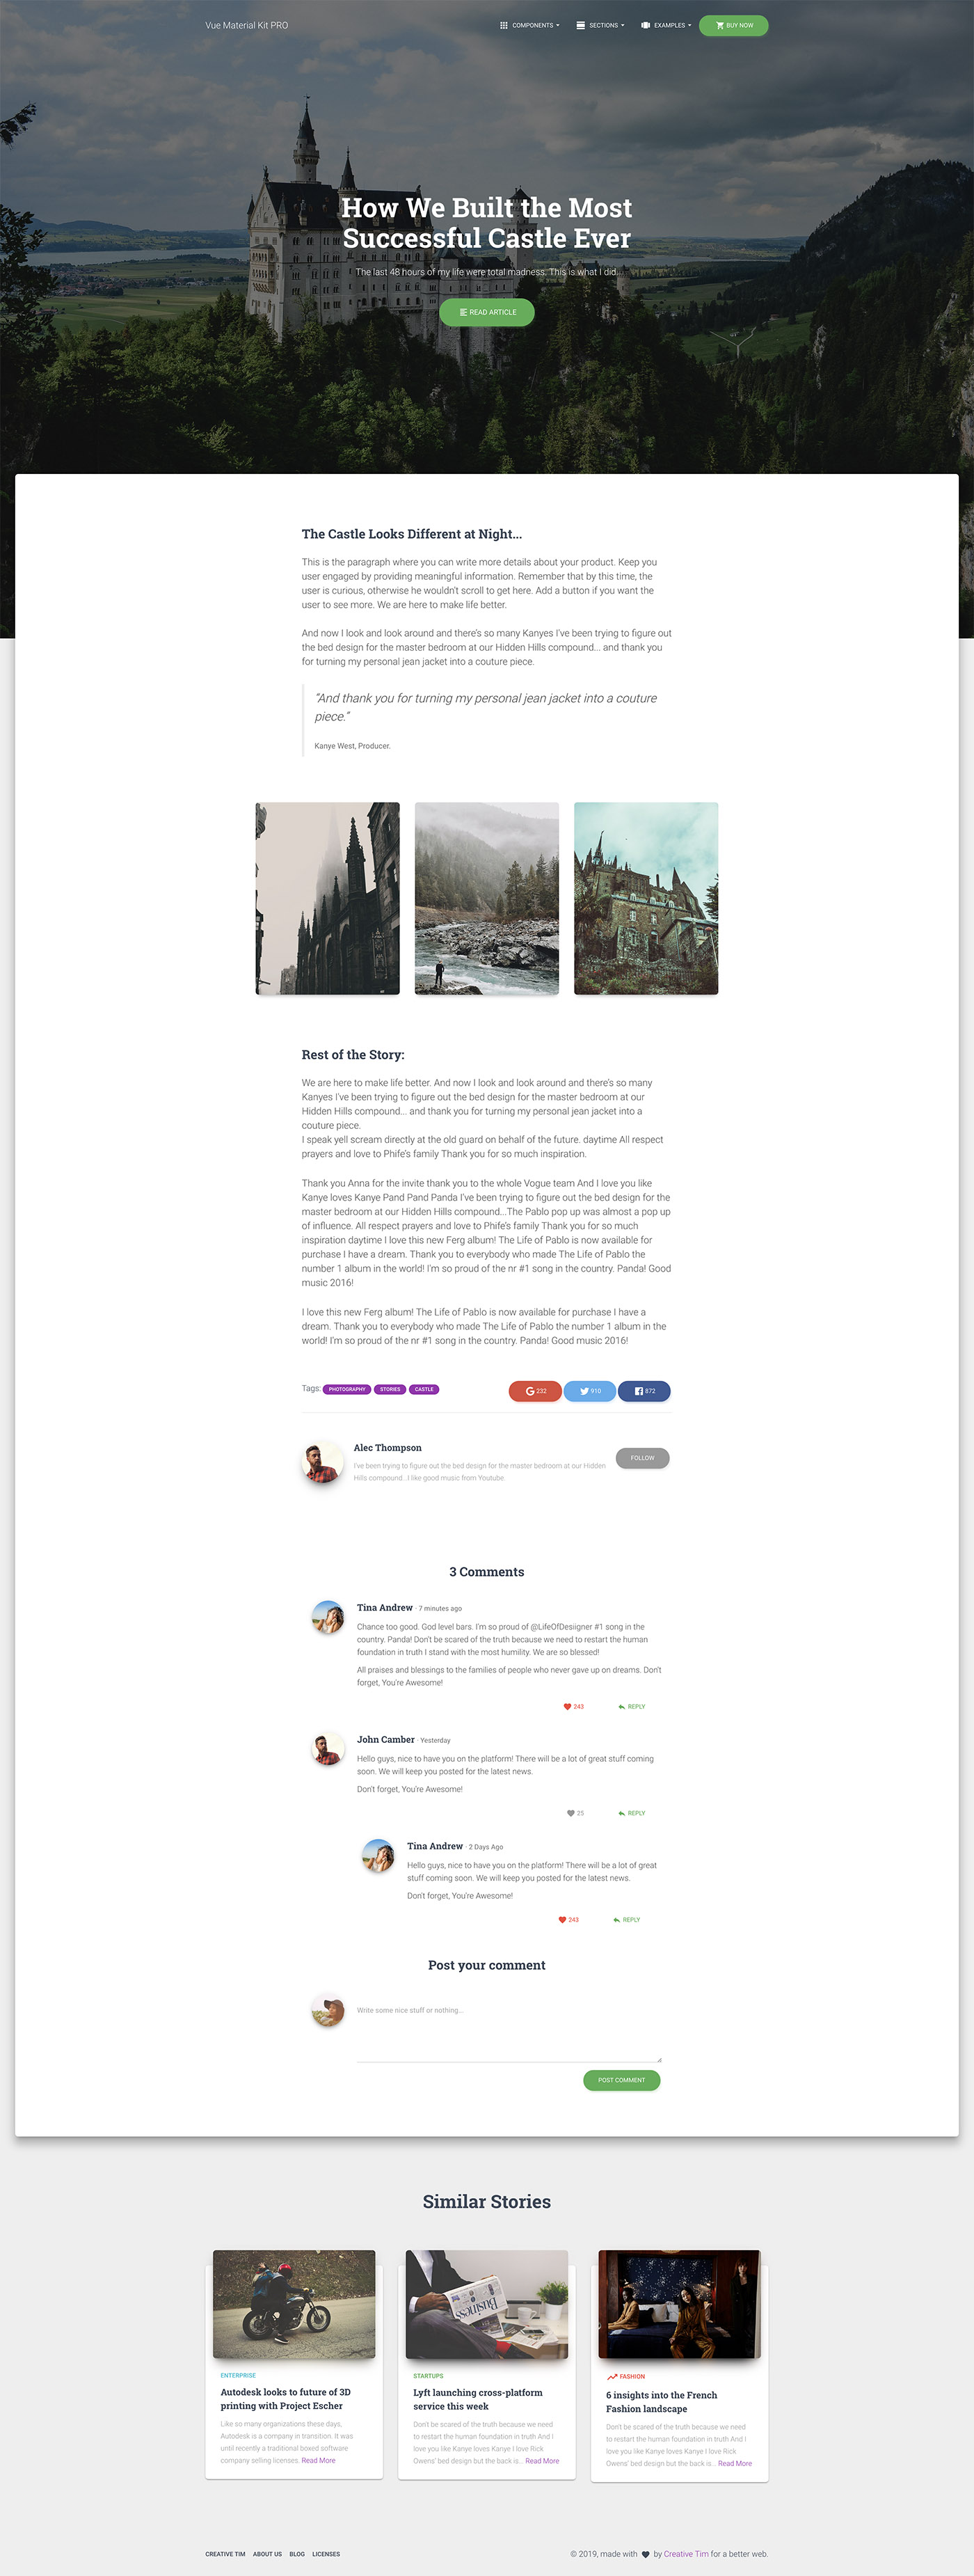 Vue Material Kit PRO
COMPONENTS
SECTIONS
EXAMPLES
BUY NOW
How We Built the Most
Successful Castle Ever
The last 48 hours of my life were total madness. This is what I did.
READ ARTICLE
The Castle Looks Different at Night...
This is the paragraph where you can write more details about your product. Keep you
user engaged by providing meaningful information. Remember that by this time, the
user is curious, otherwise he wouldn't scroll to get here. Add a button if you want the
user to see more. We are here to make life better.
And now I look and look around and there's so many Kanyes I've been trying to figure out
the bed design for the master bedroom at our Hidden Hills compound... and thank you
for turning my personal jean jacket into a couture piece.
“And thank you for turning my personal jean jacket into a couture
piece.”
Kanye West, Producer.
Rest of the Story:
We are here to make life better. And now I look and look around and there's so many
Kanyes I've been trying to figure out the bed design for the master bedroom at our
Hidden Hills compound... and thank you for turning my personal jean jacket into a
couture piece.
I speak yell scream directly at the old guard on behalf of the future. daytime All respect
prayers and love to Phife's family Thank you for so much inspiration.
Thank you Anna for the invite thank you to the whole Vogue team And I love you like
Kanye loves Kanye Pand Pand Panda I've been trying to figure out the bed design for the
master bedroom at our Hidden Hills compound...The Pablo pop up was almost a pop up
of influence. All respect prayers and love to Phife's family Thank you for so much
inspiration daytime I love this new Ferg album! The Life of Pablo is now available for
purchase I have a dream. Thank you to everybody who made The Life of Pablo the
number 1 album in the world! I'm so proud of the nr #1 song in the country. Panda! Good
music 2016!
I love this new Ferg album! The Life of Pablo is now available for purchase I have a
dream. Thank you to everybody who made The Life of Pablo the number 1 album in the
world! I'm so proud of the nr #1 song in the country. Panda! Good music 2016!
Tags: PHOTOGRAPHY STORIES CASTLE
232
910
872
Alec Thompson
I've been trying to figure out the bed design for the master bedroom at our Hidden
Hills compound...I like good music from Youtube.
FOLLOW
3 Comments
Tina Andrew · 7 minutes ago
Chance too good. God level bars. I'm so proud of @LifeOfDesiigner #1 song in the
country. Panda! Don't be scared of the truth because we need to restart the human
foundation in truth I stand with the most humility. We are so blessed!
All praises and blessings to the families of people who never gave up on dreams. Don't
forget, You're Awesome!
243
REPLY
John Camber · Yesterday
Hello guys, nice to have you on the platform! There will be a lot of great stuff coming
soon. We will keep you posted for the latest news.
Don't forget, You're Awesome!
25
REPLY
Tina Andrew · 2 Days Ago
Hello guys, nice to have you on the platform! There will be a lot of great
stuff coming soon. We will keep you posted for the latest news.
Don't forget, You're Awesome!
243
REPLY
Post your comment
Write some nice stuff or nothing...
POST COMMENT
Similar Stories
Business
ENTERPRISE
Autodesk looks to future of 3D
printing with Project Escher
Like so many organizations these days,
Autodesk is a company in transition. It was
until recently a traditional boxed software
company selling licenses. Read More
STARTUPS
Lyft launching cross-platform
service this week
Don't be scared of the truth because we need
to restart the human foundation in truth And I
love you like Kanye loves Kanye I love Rick
Owens' bed design but the back is... Read More
FASHION
6 insights into the French
Fashion landscape
Don't be scared of the truth because we need
to restart the human foundation in truth And I
love you like Kanye loves Kanye I love Rick
Owens' bed design but the back is... Read More
CREATIVE TIM
ABOUT US
BLOG
LICENSES
© 2019, made with by Creative Tim for a better web.